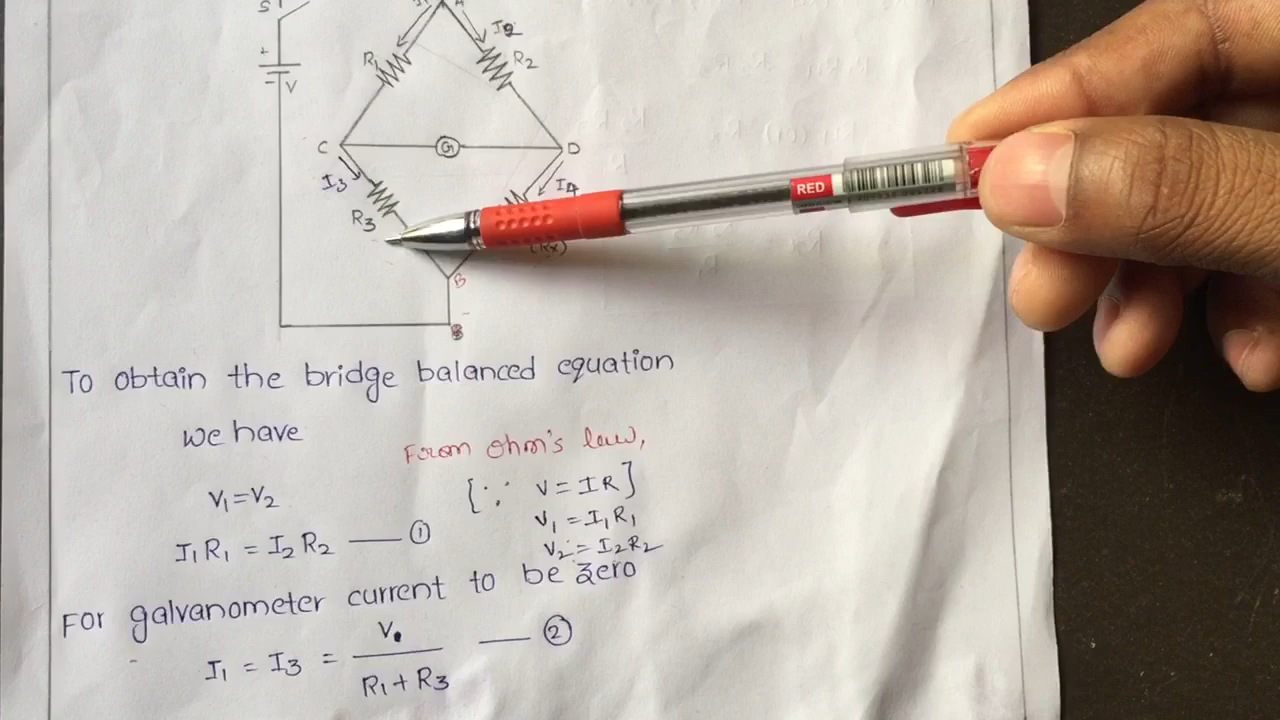 S
A
I2
R1
R2
+
-
V
C
G
D
I3
I4
R3
(Rx)
B
B
RED
To obtain the bridge balanced equation
we have
From ohm's law,
V1=V2
[∵ V=IR]
V1 = I1R1
I1R1 = I2R2 —— ①
V2 = I2R2
For galvanometer current to be zero
I1 = I3 = V / R1+R3 —— ②